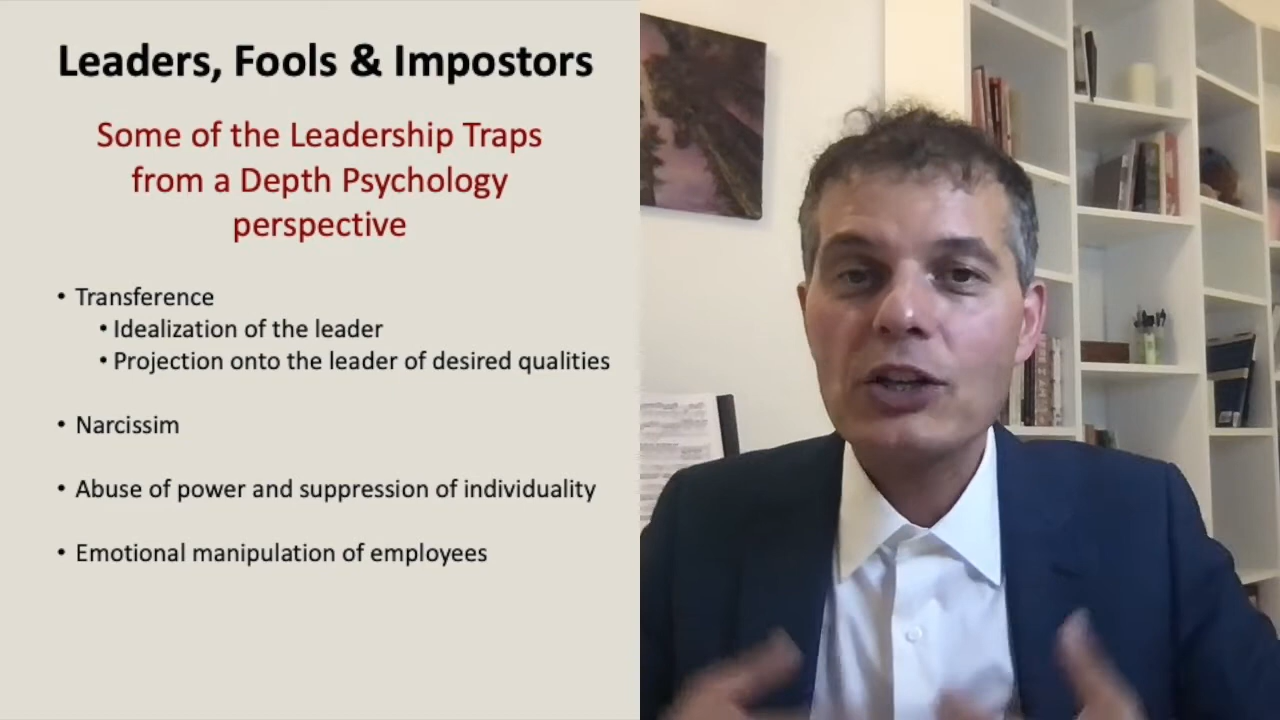 Leaders, Fools & Impostors
Some of the Leadership Traps
from a Depth Psychology
perspective
• Transference
• Idealization of the leader
• Projection onto the leader of desired qualities
• Narcissim
• Abuse of power and suppression of individuality
• Emotional manipulation of employees